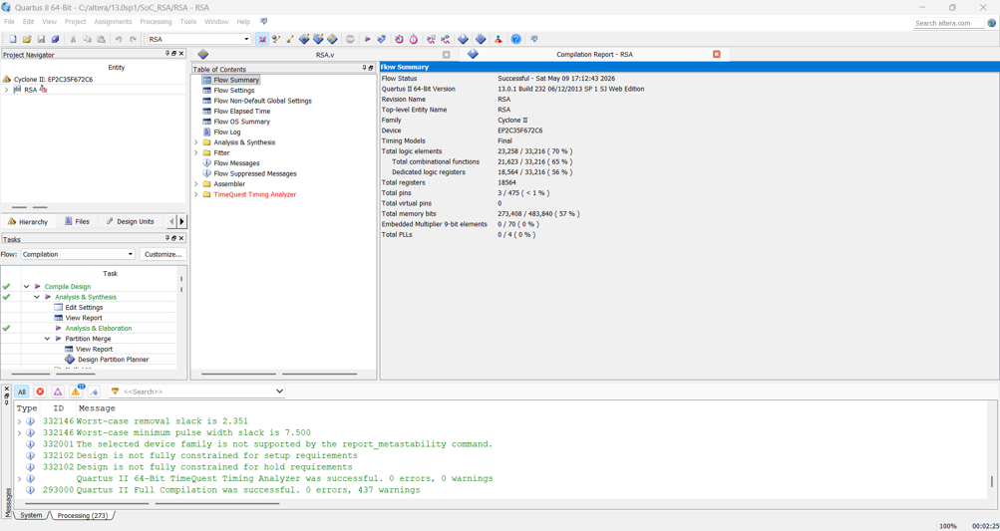 Quartus II 64-Bit - C:/altera/13.0sp1/SoC_RSA/RSA - RSA
File Edit View Project Assignments Processing Tools Window Help
Search altera.com
RSA
Project Navigator
RSA.v
Compilation Report - RSA
Entity
Cyclone II: EP2C35F672C6
RSA
Hierarchy Files Design Units
Tasks
Flow: Compilation Customize...
Task
Compile Design
Analysis & Synthesis
Edit Settings
View Report
Analysis & Elaboration
Partition Merge
View Report
Design Partition Planner
Table of Contents
Flow Summary
Flow Settings
Flow Non-Default Global Settings
Flow Elapsed Time
Flow OS Summary
Flow Log
Analysis & Synthesis
Fitter
Flow Messages
Flow Suppressed Messages
Assembler
TimeQuest Timing Analyzer
Flow Summary
Flow Status Successful - Sat May 09 17:12:43 2026
Quartus II 64-Bit Version 13.0.1 Build 232 06/12/2013 SP 1 SJ Web Edition
Revision Name RSA
Top-level Entity Name RSA
Family Cyclone II
Device EP2C35F672C6
Timing Models Final
Total logic elements 23,258 / 33,216 ( 70 % )
Total combinational functions 21,623 / 33,216 ( 65 % )
Dedicated logic registers 18,564 / 33,216 ( 56 % )
Total registers 18564
Total pins 3 / 475 ( < 1 % )
Total virtual pins 0
Total memory bits 273,408 / 483,840 ( 57 % )
Embedded Multiplier 9-bit elements 0 / 70 ( 0 % )
Total PLLs 0 / 4 ( 0 % )
All <<Search>>
Type ID Message
332146 Worst-case removal slack is 2.351
332146 Worst-case minimum pulse width slack is 7.500
332001 The selected device family is not supported by the report_metastability command.
332102 Design is not fully constrained for setup requirements
332102 Design is not fully constrained for hold requirements
Quartus II 64-Bit TimeQuest Timing Analyzer was successful. 0 errors, 0 warnings
293000 Quartus II Full Compilation was successful. 0 errors, 437 warnings
Messages
System Processing (273)
100% 00:02:25